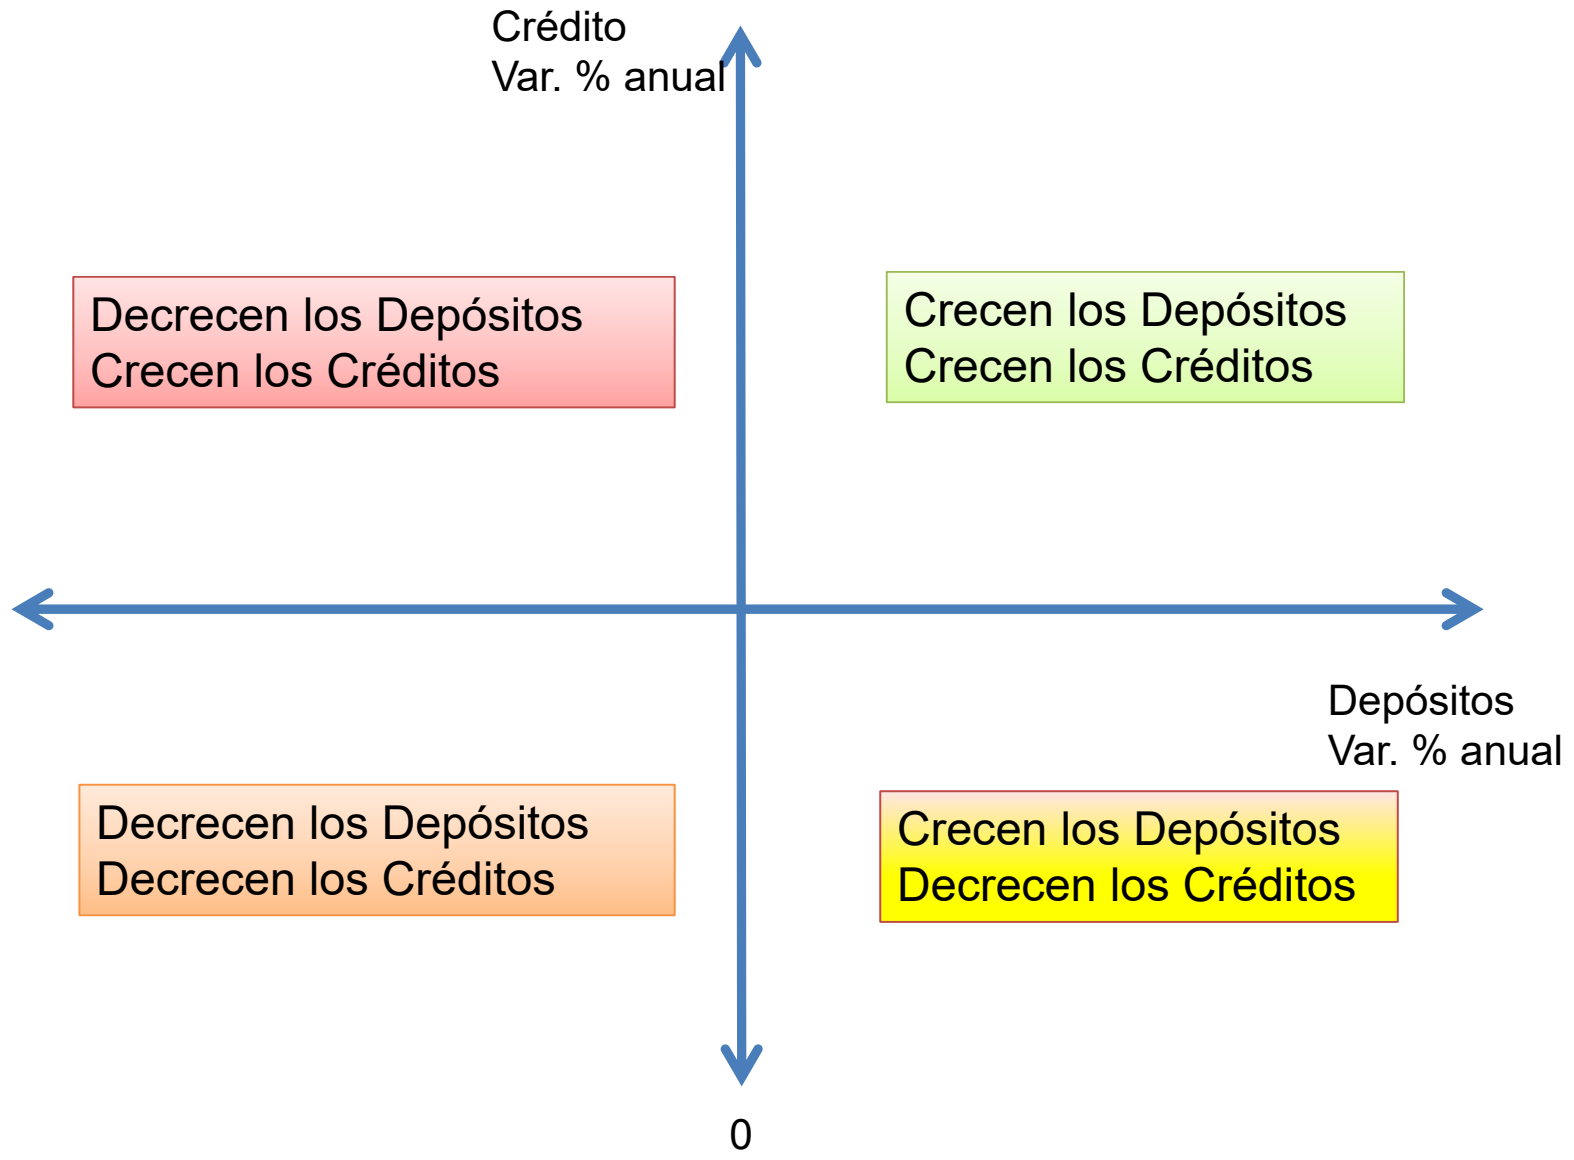 Crédito
Var. % anual
Decrecen los Depósitos
Crecen los Créditos
Crecen los Depósitos
Crecen los Créditos
Depósitos
Var. % anual
Decrecen los Depósitos
Decrecen los Créditos
Crecen los Depósitos
Decrecen los Créditos
0